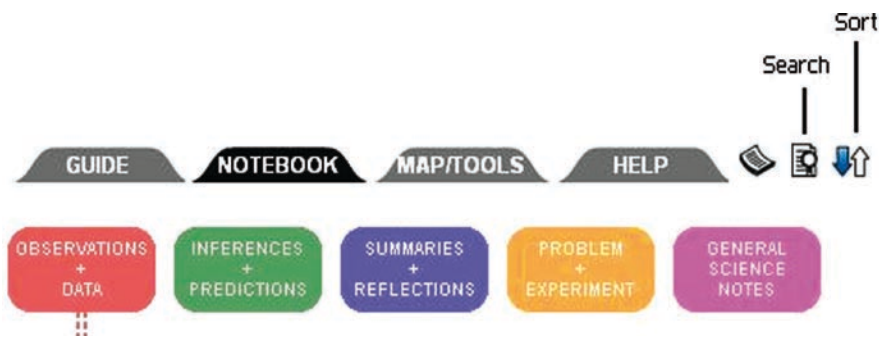 Sort
Search
GUIDE NOTEBOOK MAP/TOOLS HELP
OBSERVATIONS
+
DATA
INFERENCES
+
PREDICTIONS
SUMMARIES
+
REFLECTIONS
PROBLEM
+
EXPERIMENT
GENERAL
SCIENCE
NOTES